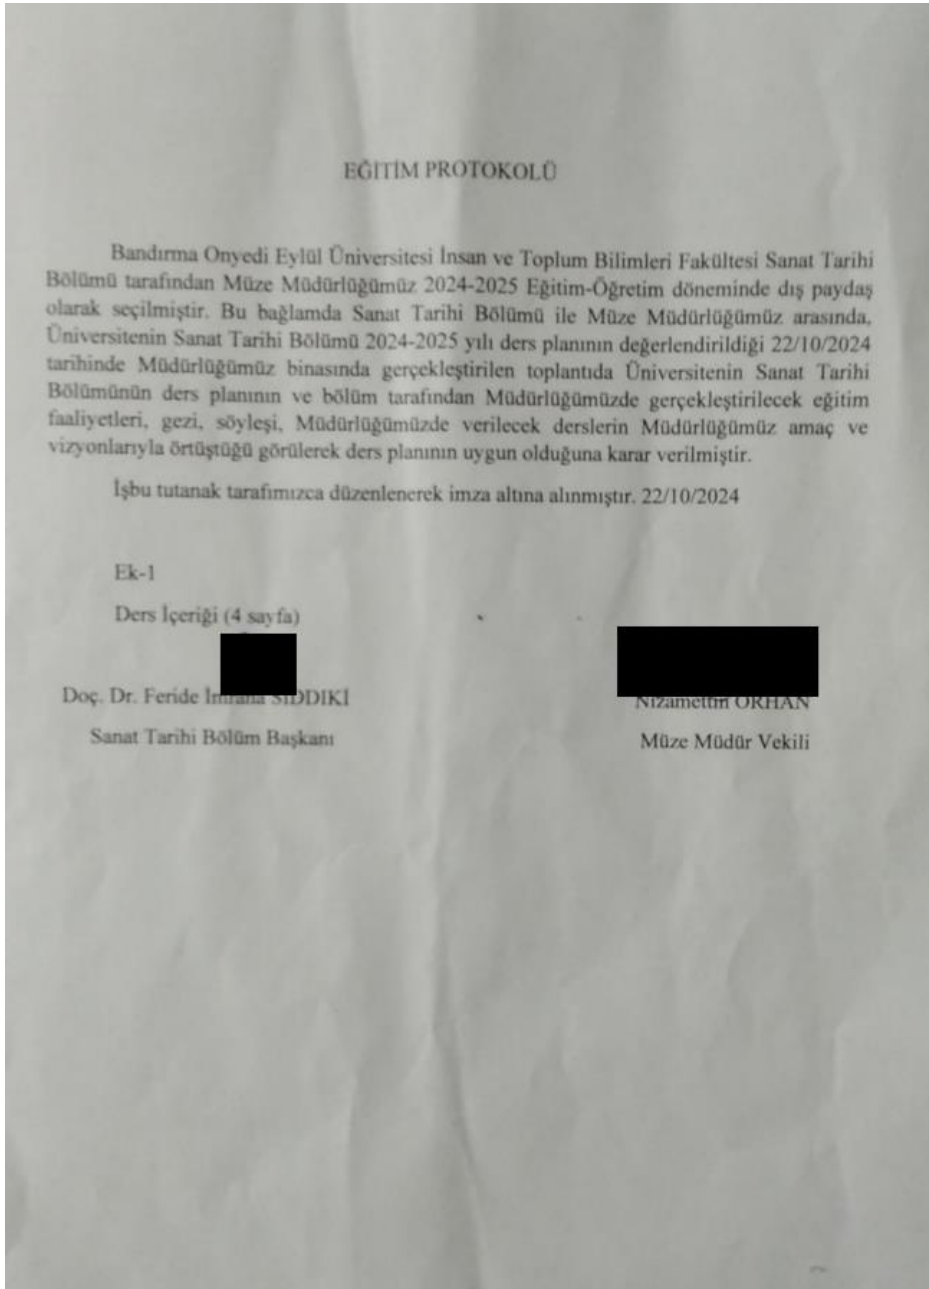 EĞİTİM PROTOKOLÜ
Bandırma Onyedi Eylül Üniversitesi İnsan ve Toplum Bilimleri Fakültesi Sanat Tarihi
Bölümü tarafından Müze Müdürlüğümüz 2024-2025 Eğitim-Öğretim döneminde dış paydaş
olarak seçilmiştir. Bu bağlamda Sanat Tarihi Bölümü ile Müze Müdürlüğümüz arasında,
Üniversitenin Sanat Tarihi Bölümü 2024-2025 yılı ders planının değerlendirildiği 22/10/2024
tarihinde Müdürlüğümüz binasında gerçekleştirilen toplantıda Üniversitenin Sanat Tarihi
Bölümünün ders planının ve bölüm tarafından Müdürlüğümüzde gerçekleştirilecek eğitim
faaliyetleri, gezi, söyleşi, Müdürlüğümüzde verilecek derslerin Müdürlüğümüz amaç ve
vizyonlarıyla örtüştüğü görülerek ders planının uygun olduğuna karar verilmiştir.
İşbu tutanak tarafımızca düzenlenerek imza altına alınmıştır. 22/10/2024
Ek-1
Ders İçeriği (4 sayfa)
Doç. Dr. Feride İmrana SIDDIKİ
Nizamettin ORHAN
Sanat Tarihi Bölüm Başkanı
Müze Müdür Vekili